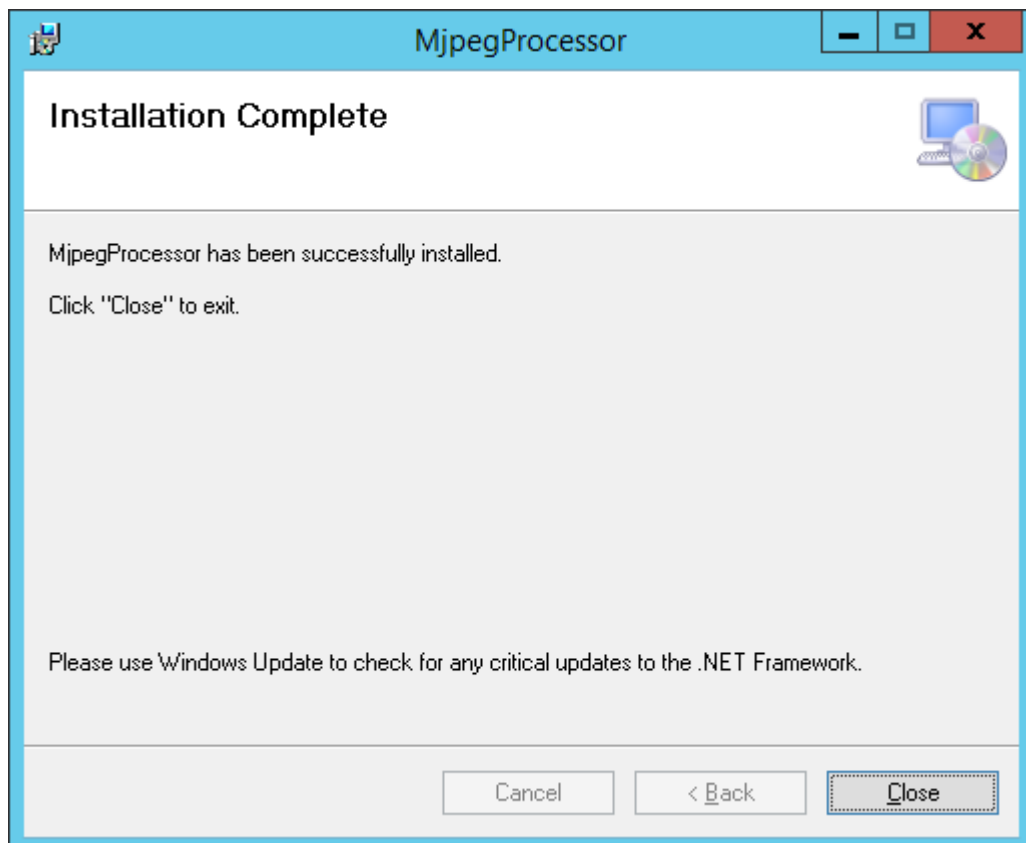 MjpegProcessor
Installation Complete
MjpegProcessor has been successfully installed.
Click "Close" to exit.
Please use Windows Update to check for any critical updates to the .NET Framework.
Cancel
< Back
Close